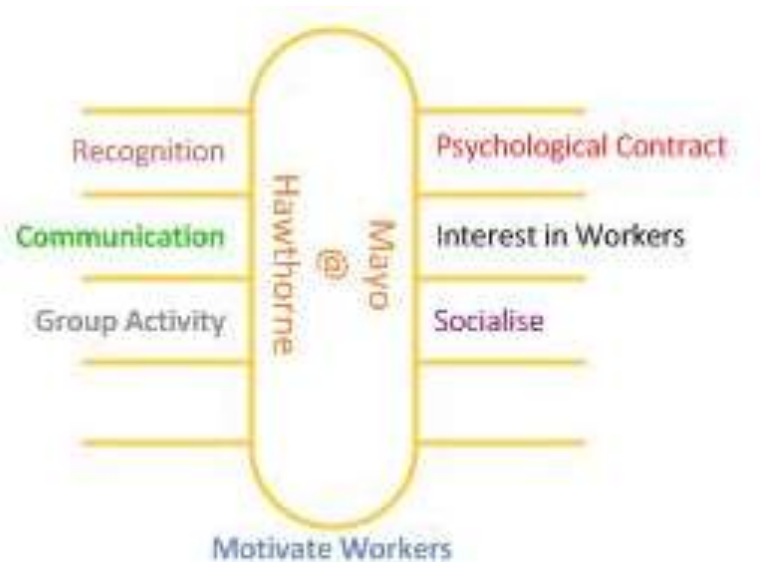 Recognition
Psychological Contract
Communication
Interest in Workers
Group Activity
Socialise
Mayo
@
Hawthorne
Motivate Workers